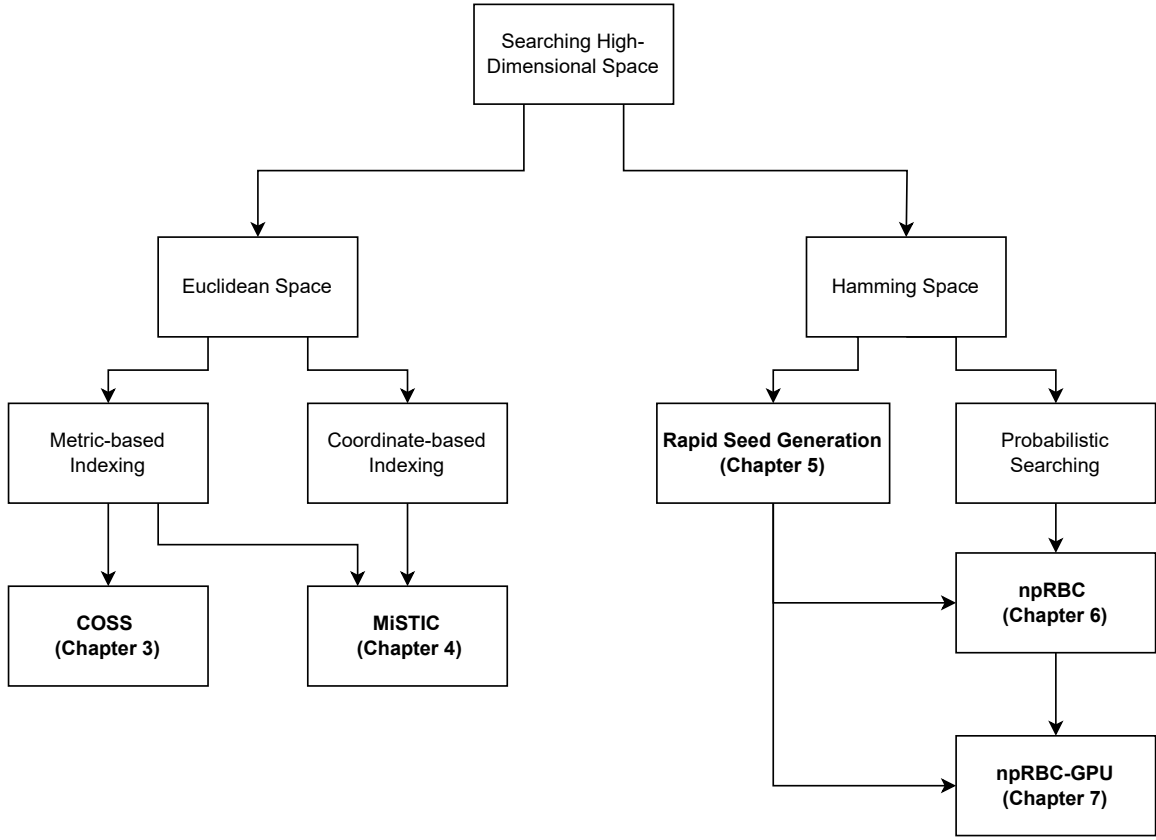 Searching High-
Dimensional Space
Euclidean Space
Hamming Space
Metric-based
Indexing
Coordinate-based
Indexing
Rapid Seed Generation
(Chapter 5)
Probabilistic
Searching
COSS
(Chapter 3)
MiSTIC
(Chapter 4)
npRBC
(Chapter 6)
npRBC-GPU
(Chapter 7)